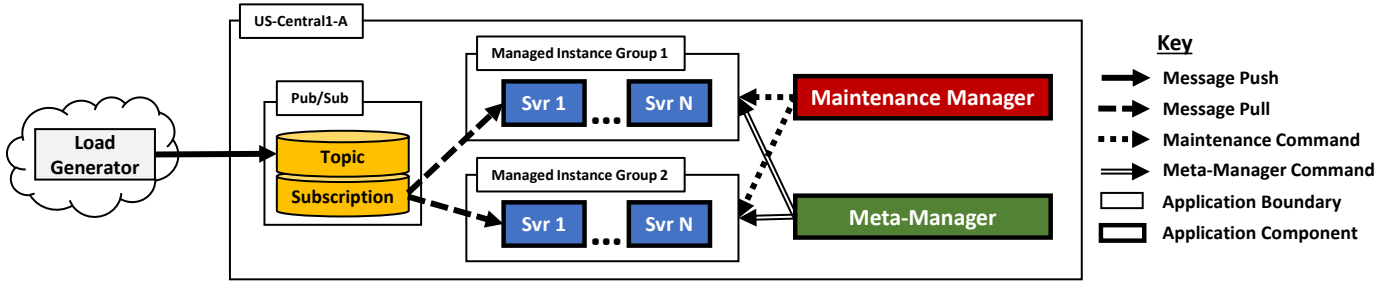 US-Central1-A
Load
Generator
Pub/Sub
Topic
Subscription
Managed Instance Group 1
Svr 1 ... Svr N
Managed Instance Group 2
Svr 1 ... Svr N
Maintenance Manager
Meta-Manager
Key
Message Push
Message Pull
Maintenance Command
Meta-Manager Command
Application Boundary
Application Component